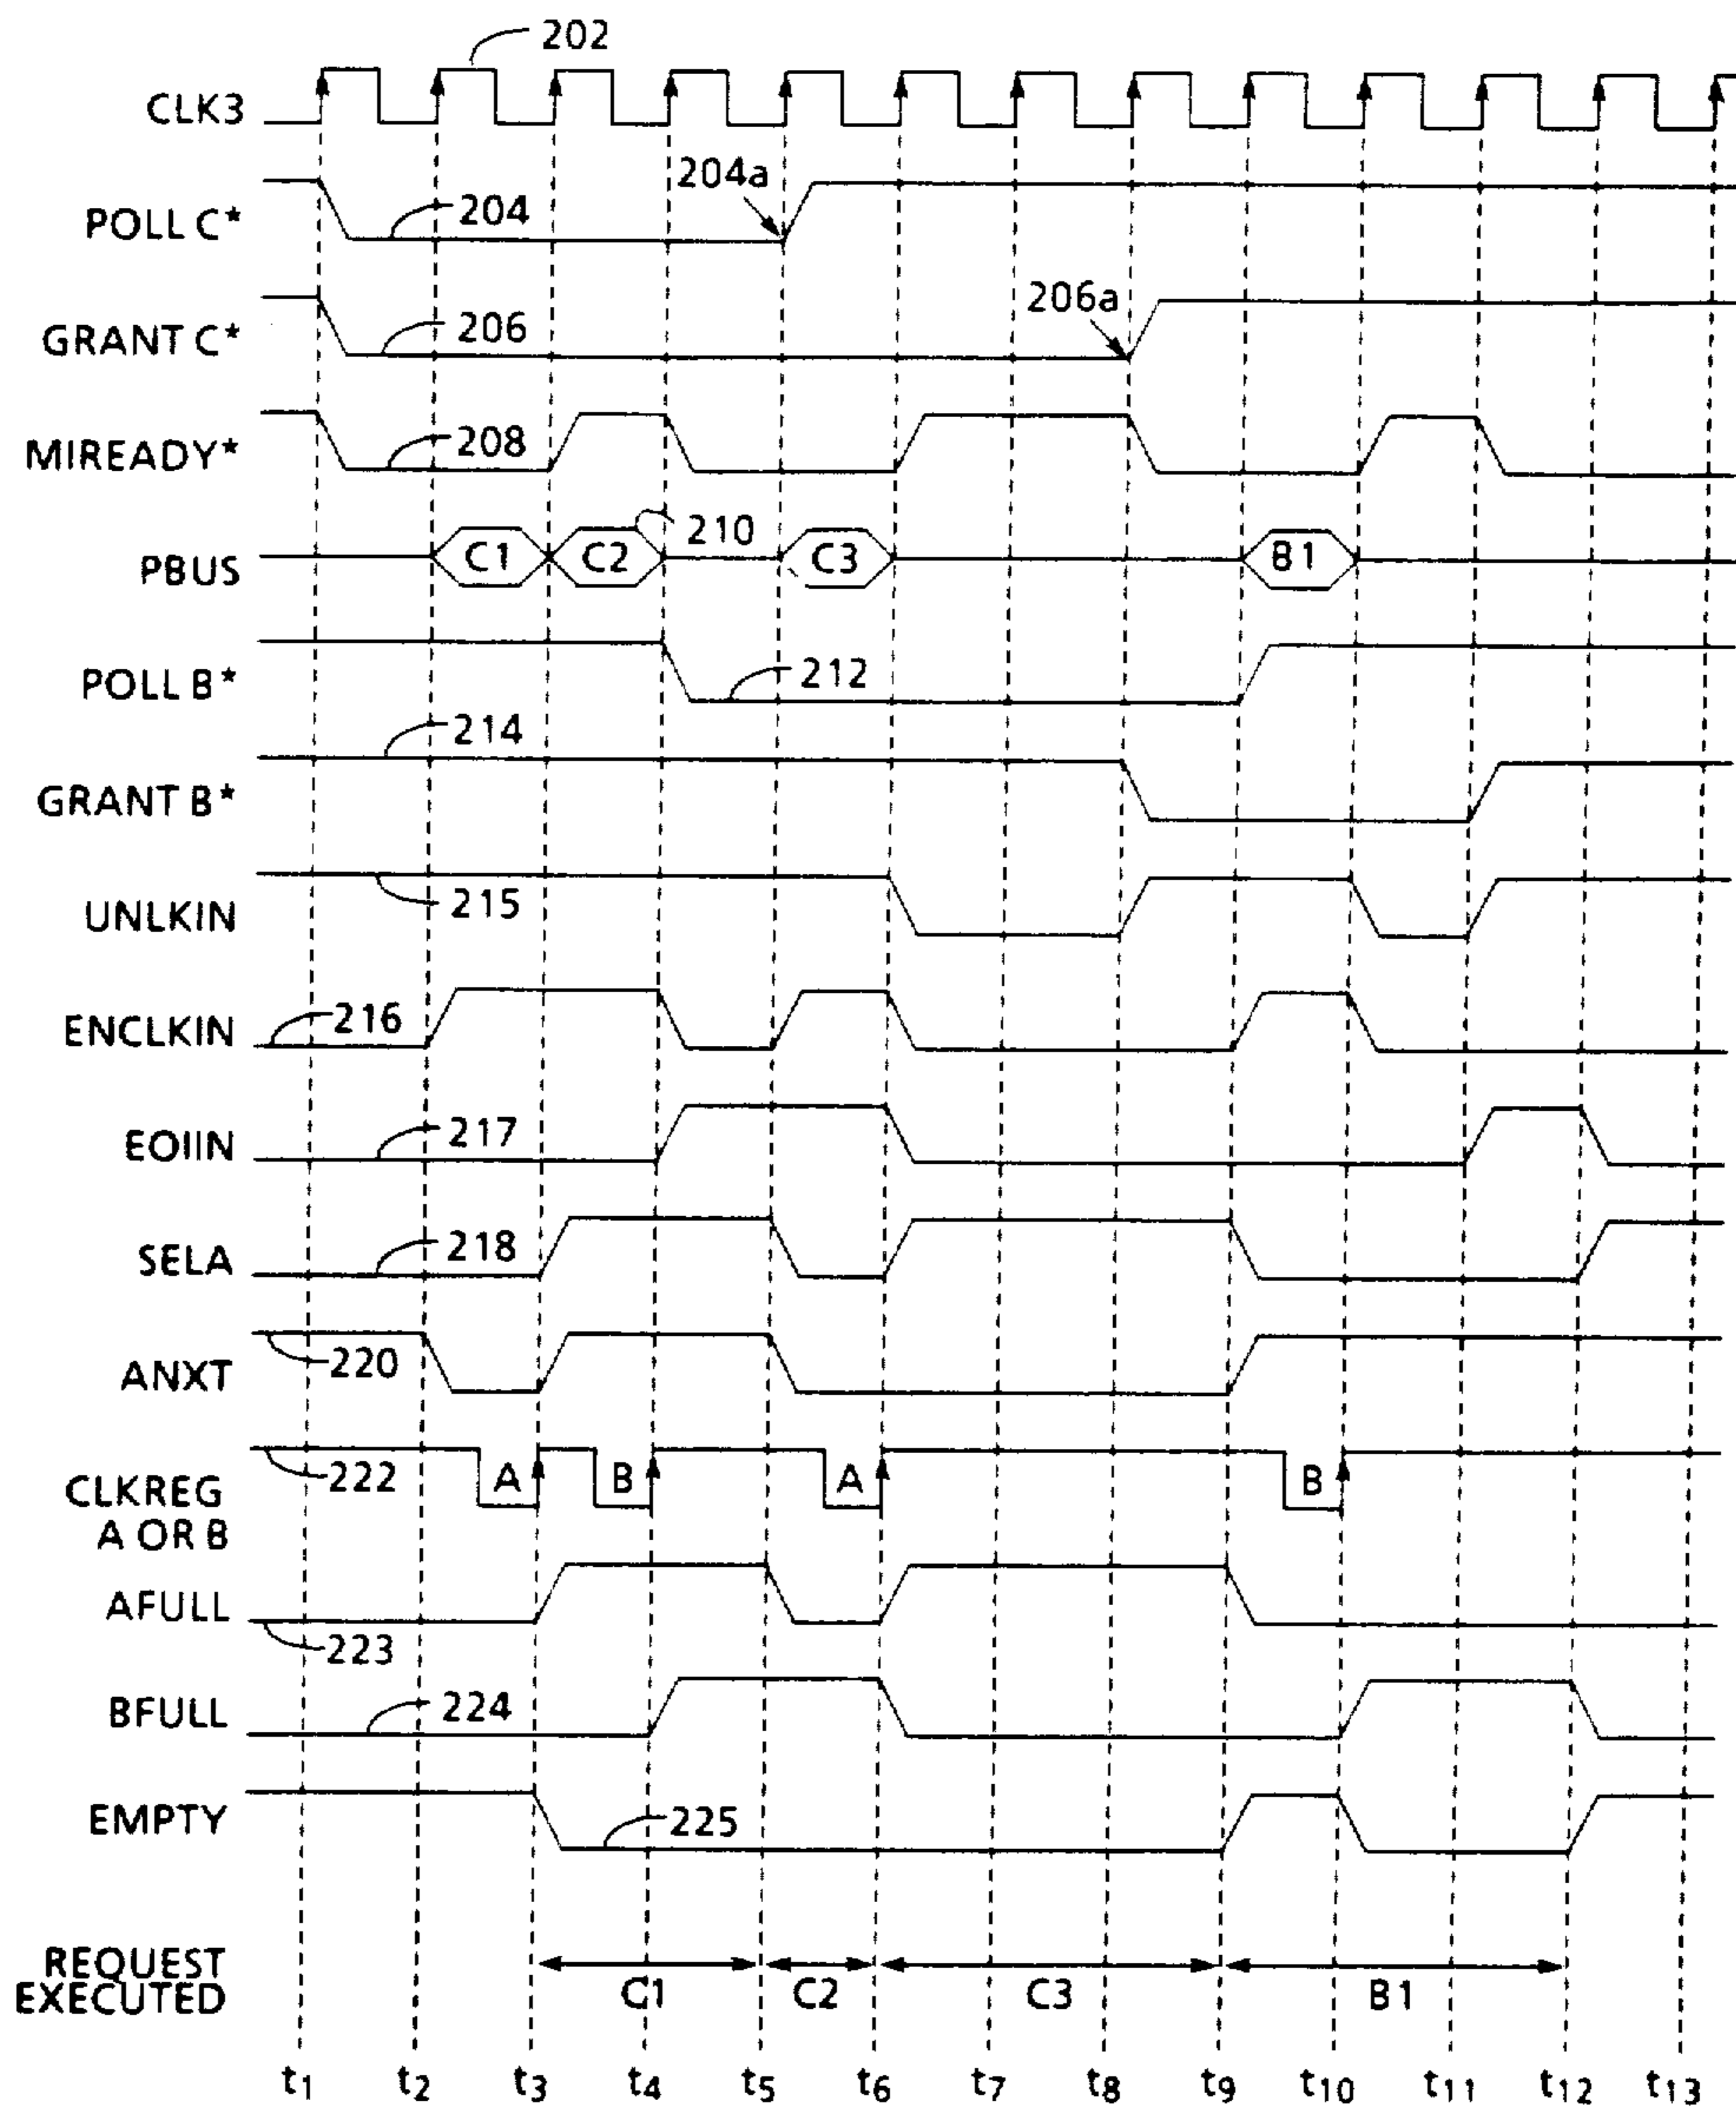 202
CLK3
204a
POLL C*
204
206a
GRANT C*
206
MIREADY*
208
PBUS
C1
C2
210
C3
B1
POLL B*
212
214
GRANT B*
UNLKIN
215
ENCLKIN
216
EOIIN
217
SELA
218
ANXT
220
222
A
B
A
B
CLKREG
A OR B
AFULL
223
BFULL
224
EMPTY
225
REQUEST
EXECUTED
C1
C2
C3
B1
t1 t2 t3 t4 t5 t6 t7 t8 t9 t10 t11 t12 t13